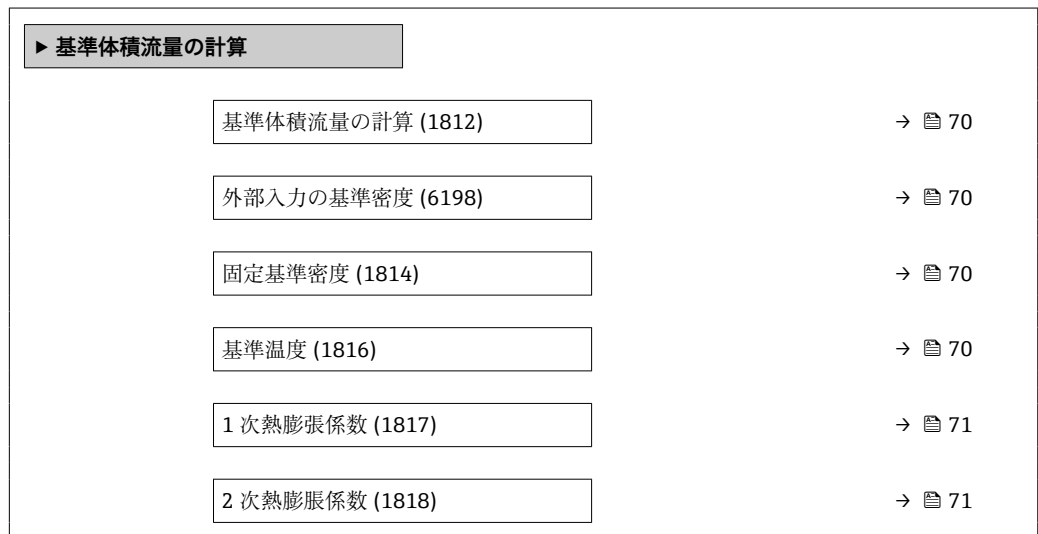 ▶ 基準体積流量の計算
基準体積流量の計算 (1812) → 🖺 70
外部入力の基準密度 (6198) → 🖺 70
固定基準密度 (1814) → 🖺 70
基準温度 (1816) → 🖺 70
1 次熱膨張係数 (1817) → 🖺 71
2 次熱膨脹係数 (1818) → 🖺 71